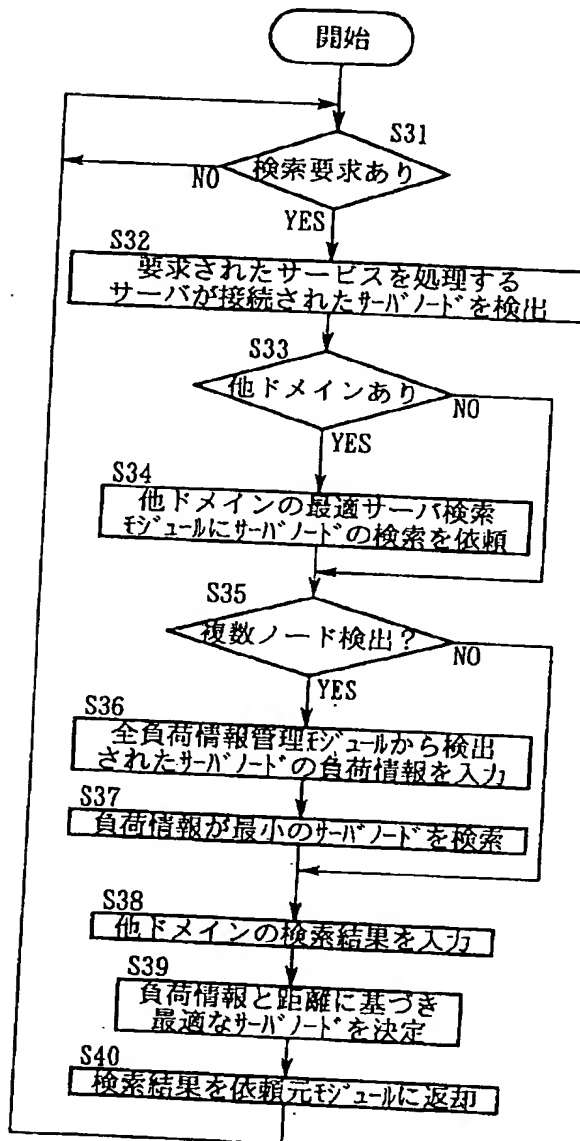 開始
S31
検索要求あり
NO
YES
S32
要求されたサービスを処理する
サーバが接続されたサーバノードを検出
S33
他ドメインあり
NO
YES
S34
他ドメインの最適サーバ検索
モジュールにサーバノードの検索を依頼
S35
複数ノード検出？
NO
YES
S36
全負荷情報管理モジュールから検出
されたサーバノードの負荷情報を入力
S37
負荷情報が最小のサーバノードを検索
S38
他ドメインの検索結果を入力
S39
負荷情報と距離に基づき
最適なサーバノードを決定
S40
検索結果を依頼元モジュールに返却